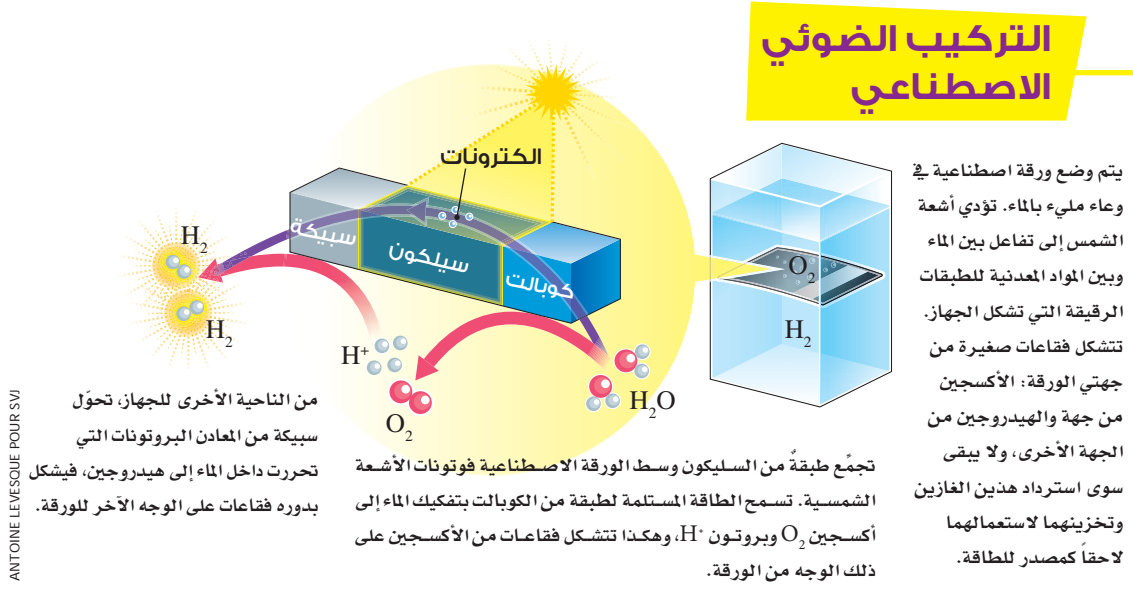 التركيب الضوئي
الاصطناعي
يتم وضع ورقة اصطناعية في
وعاء مليء بالماء. تؤدي أشعة
الشمس إلى تفاعل بين الماء
وبين المواد المعدنية للطبقات
الرقيقة التي تشكل الجهاز.
تتشكل فقاعات صغيرة من
جهتي الورقة: الأكسجين
من جهة والهيدروجين من
الجهة الأخرى، ولا يبقى
سوى استرداد هذين الغازين
وتخزينهما لاستعمالهما
لاحقاً كمصدر للطاقة.
O₂
H₂
الكترونات
سبيكة
سيلكون
كوبالت
H₂
H₂
H⁺
O₂
H₂O
تجمِّع طبقةٌ من السليكون وسط الورقة الاصطناعية فوتونات الأشعة
الشمسية. تسمح الطاقة المستلمة لطبقة من الكوبالت بتفكيك الماء إلى
أكسجين O₂ وبروتون H⁺، وهكذا تتشكل فقاعات من الأكسجين على
ذلك الوجه من الورقة.
من الناحية الأخرى للجهاز، تحوّل
سبيكة من المعادن البروتونات التي
تحررت داخل الماء إلى هيدروجين، فيشكل
بدوره فقاعات على الوجه الآخر للورقة.
ANTOINE LEVESQUE POUR SVJ